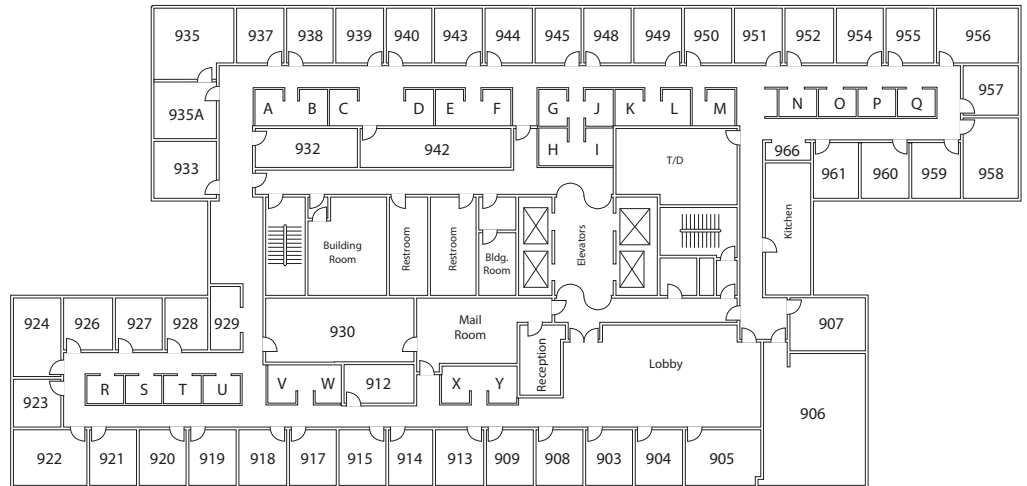 935 937 938 939 940 943 944 945 948 949 950 951 952 954 955 956
957
A B C D E F G J K L M N O P Q
935A
932 942 H I T/D 966
933 961 960 959 958
Building
Room
Restroom
Restroom
Bldg.
Room
Elevators
Kitchen
924 926 927 928 929 930
Mail
Room
907
Reception
Lobby
923 R S T U V W 912 X Y
906
922 921 920 919 918 917 915 914 913 909 908 903 904 905